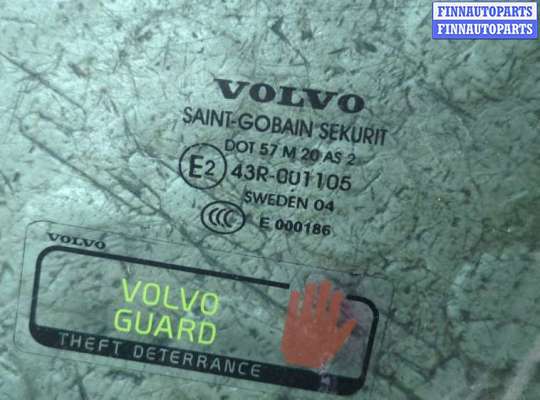 FINNAUTOPARTS
FINNAUTOPARTS
VOLVO
SAINT-GOBAIN SEKURIT
DOT 57 M 20 AS 2
E2 43R-001105
SWEDEN 04
CCC E 000186
VOLVO
VOLVO
GUARD
THEFT DETERRANCE